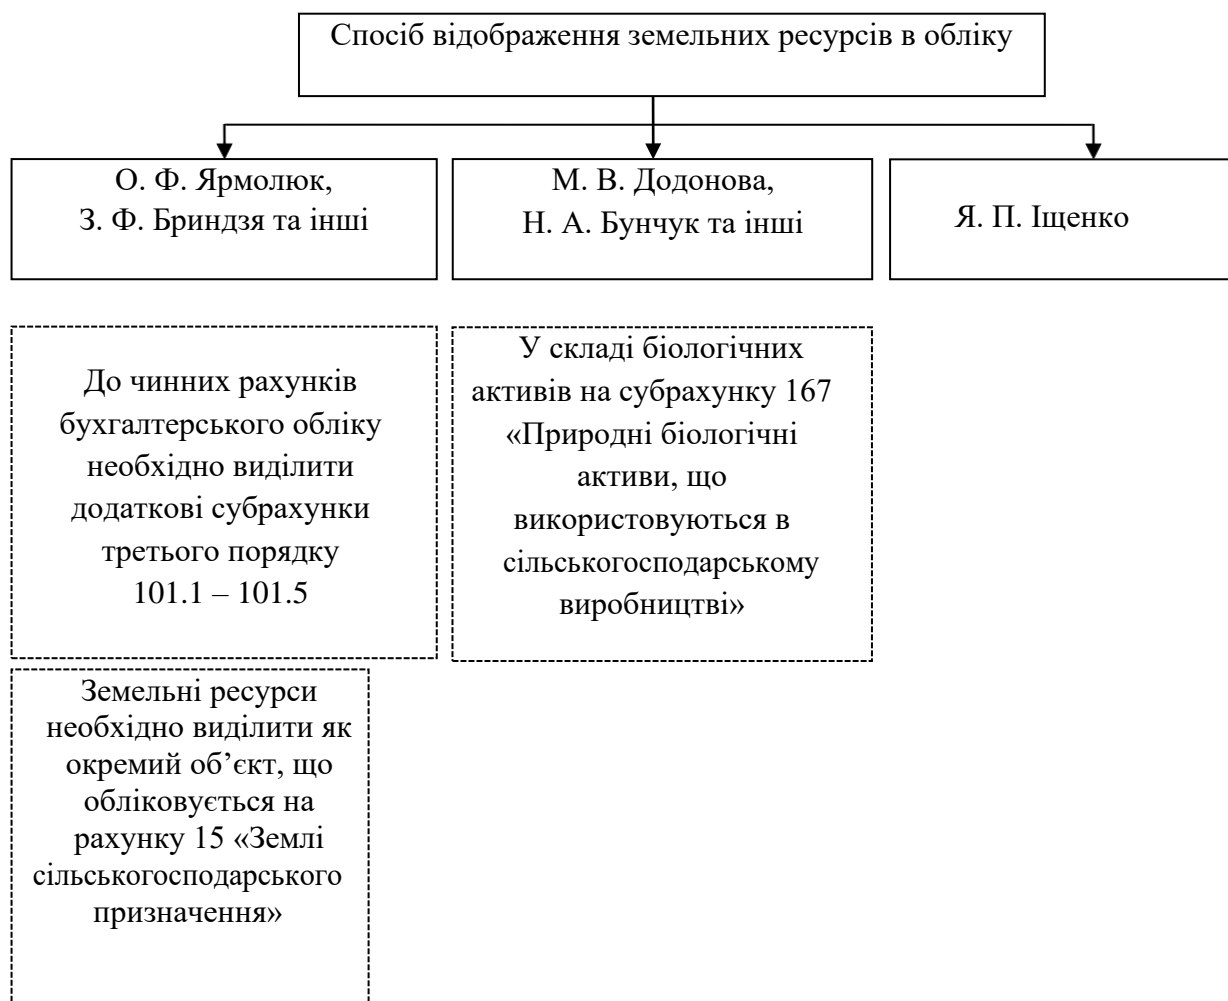 Спосіб відображення земельних ресурсів в обліку
О. Ф. Ярмолюк,
З. Ф. Бриндзя та інші
М. В. Додонова,
Н. А. Бунчук та інші
Я. П. Іщенко
До чинних рахунків
бухгалтерського обліку
необхідно виділити
додаткові субрахунки
третього порядку
101.1 – 101.5
У складі біологічних
активів на субрахунку 167
«Природні біологічні
активи, що
використовуються в
сільськогосподарському
виробництві»
Земельні ресурси
необхідно виділити як
окремий об’єкт, що
обліковується на
рахунку 15 «Землі
сільськогосподарського
призначення»